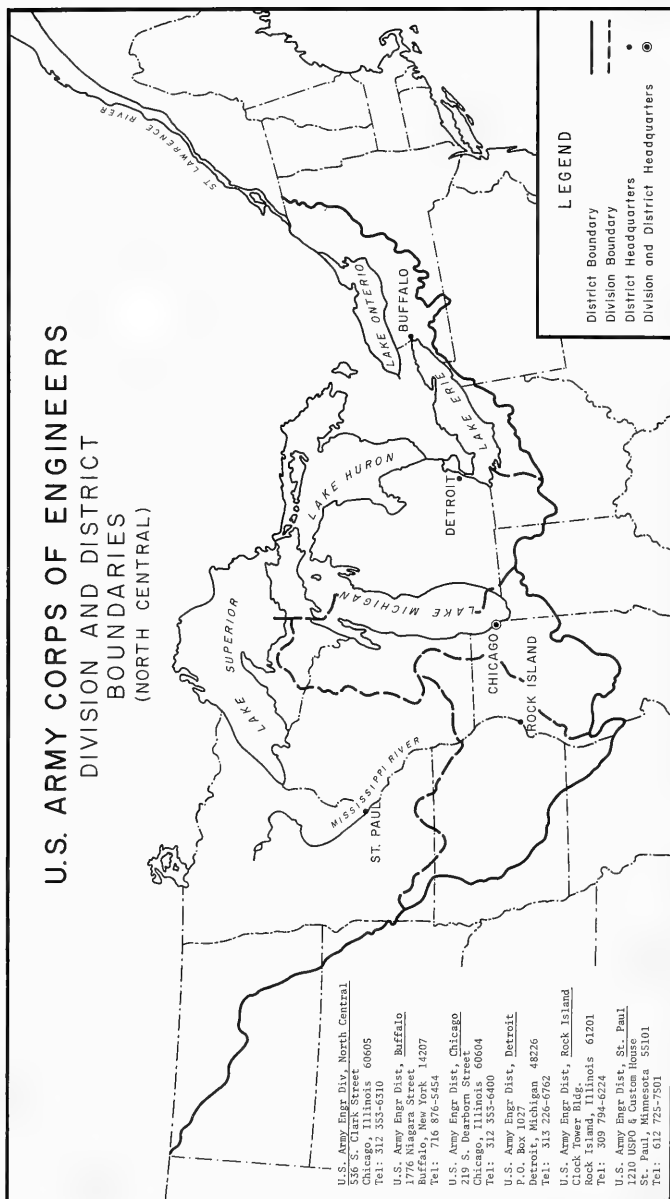 U.S. ARMY CORPS OF ENGINEERS
DIVISION AND DISTRICT
BOUNDARIES
(NORTH CENTRAL)
ST LAWRENCE RIVER
LAKE ONTERIO
BUFFALO
LAKE ERIE
LAKE HURON
DETROIT
LAKE MICHIGAN
LAKE SUPERIOR
CHICAGO
ROCK ISLAND
MISSISSIPPI RIVER
ST. PAUL
U.S. Army Engr Div, North Central
536 S. Clark Street
Chicago, Illinois 60605
Tel: 312 353-6310
U.S. Army Engr Dist, Buffalo
1776 Niagara Street
Buffalo, New York 14207
Tel: 716 876-5454
U.S. Army Engr Dist, Chicago
219 S. Dearborn Street
Chicago, Illinois 60604
Tel: 312 353-6400
U.S. Army Engr Dist, Detroit
P.O. Box 1027
Detroit, Michigan 48226
Tel: 313 226-6762
U.S. Army Engr Dist, Rock Island
Clock Tower Bldg.
Rock Island, Illinois 61201
Tel: 309 794-6224
U.S. Army Engr Dist, St. Paul
1210 USPO & Custom House
St. Paul, Minnesota 55101
Tel: 612 725-7501
LEGEND
District Boundary
Division Boundary
District Headquarters
Division and District Headquarters